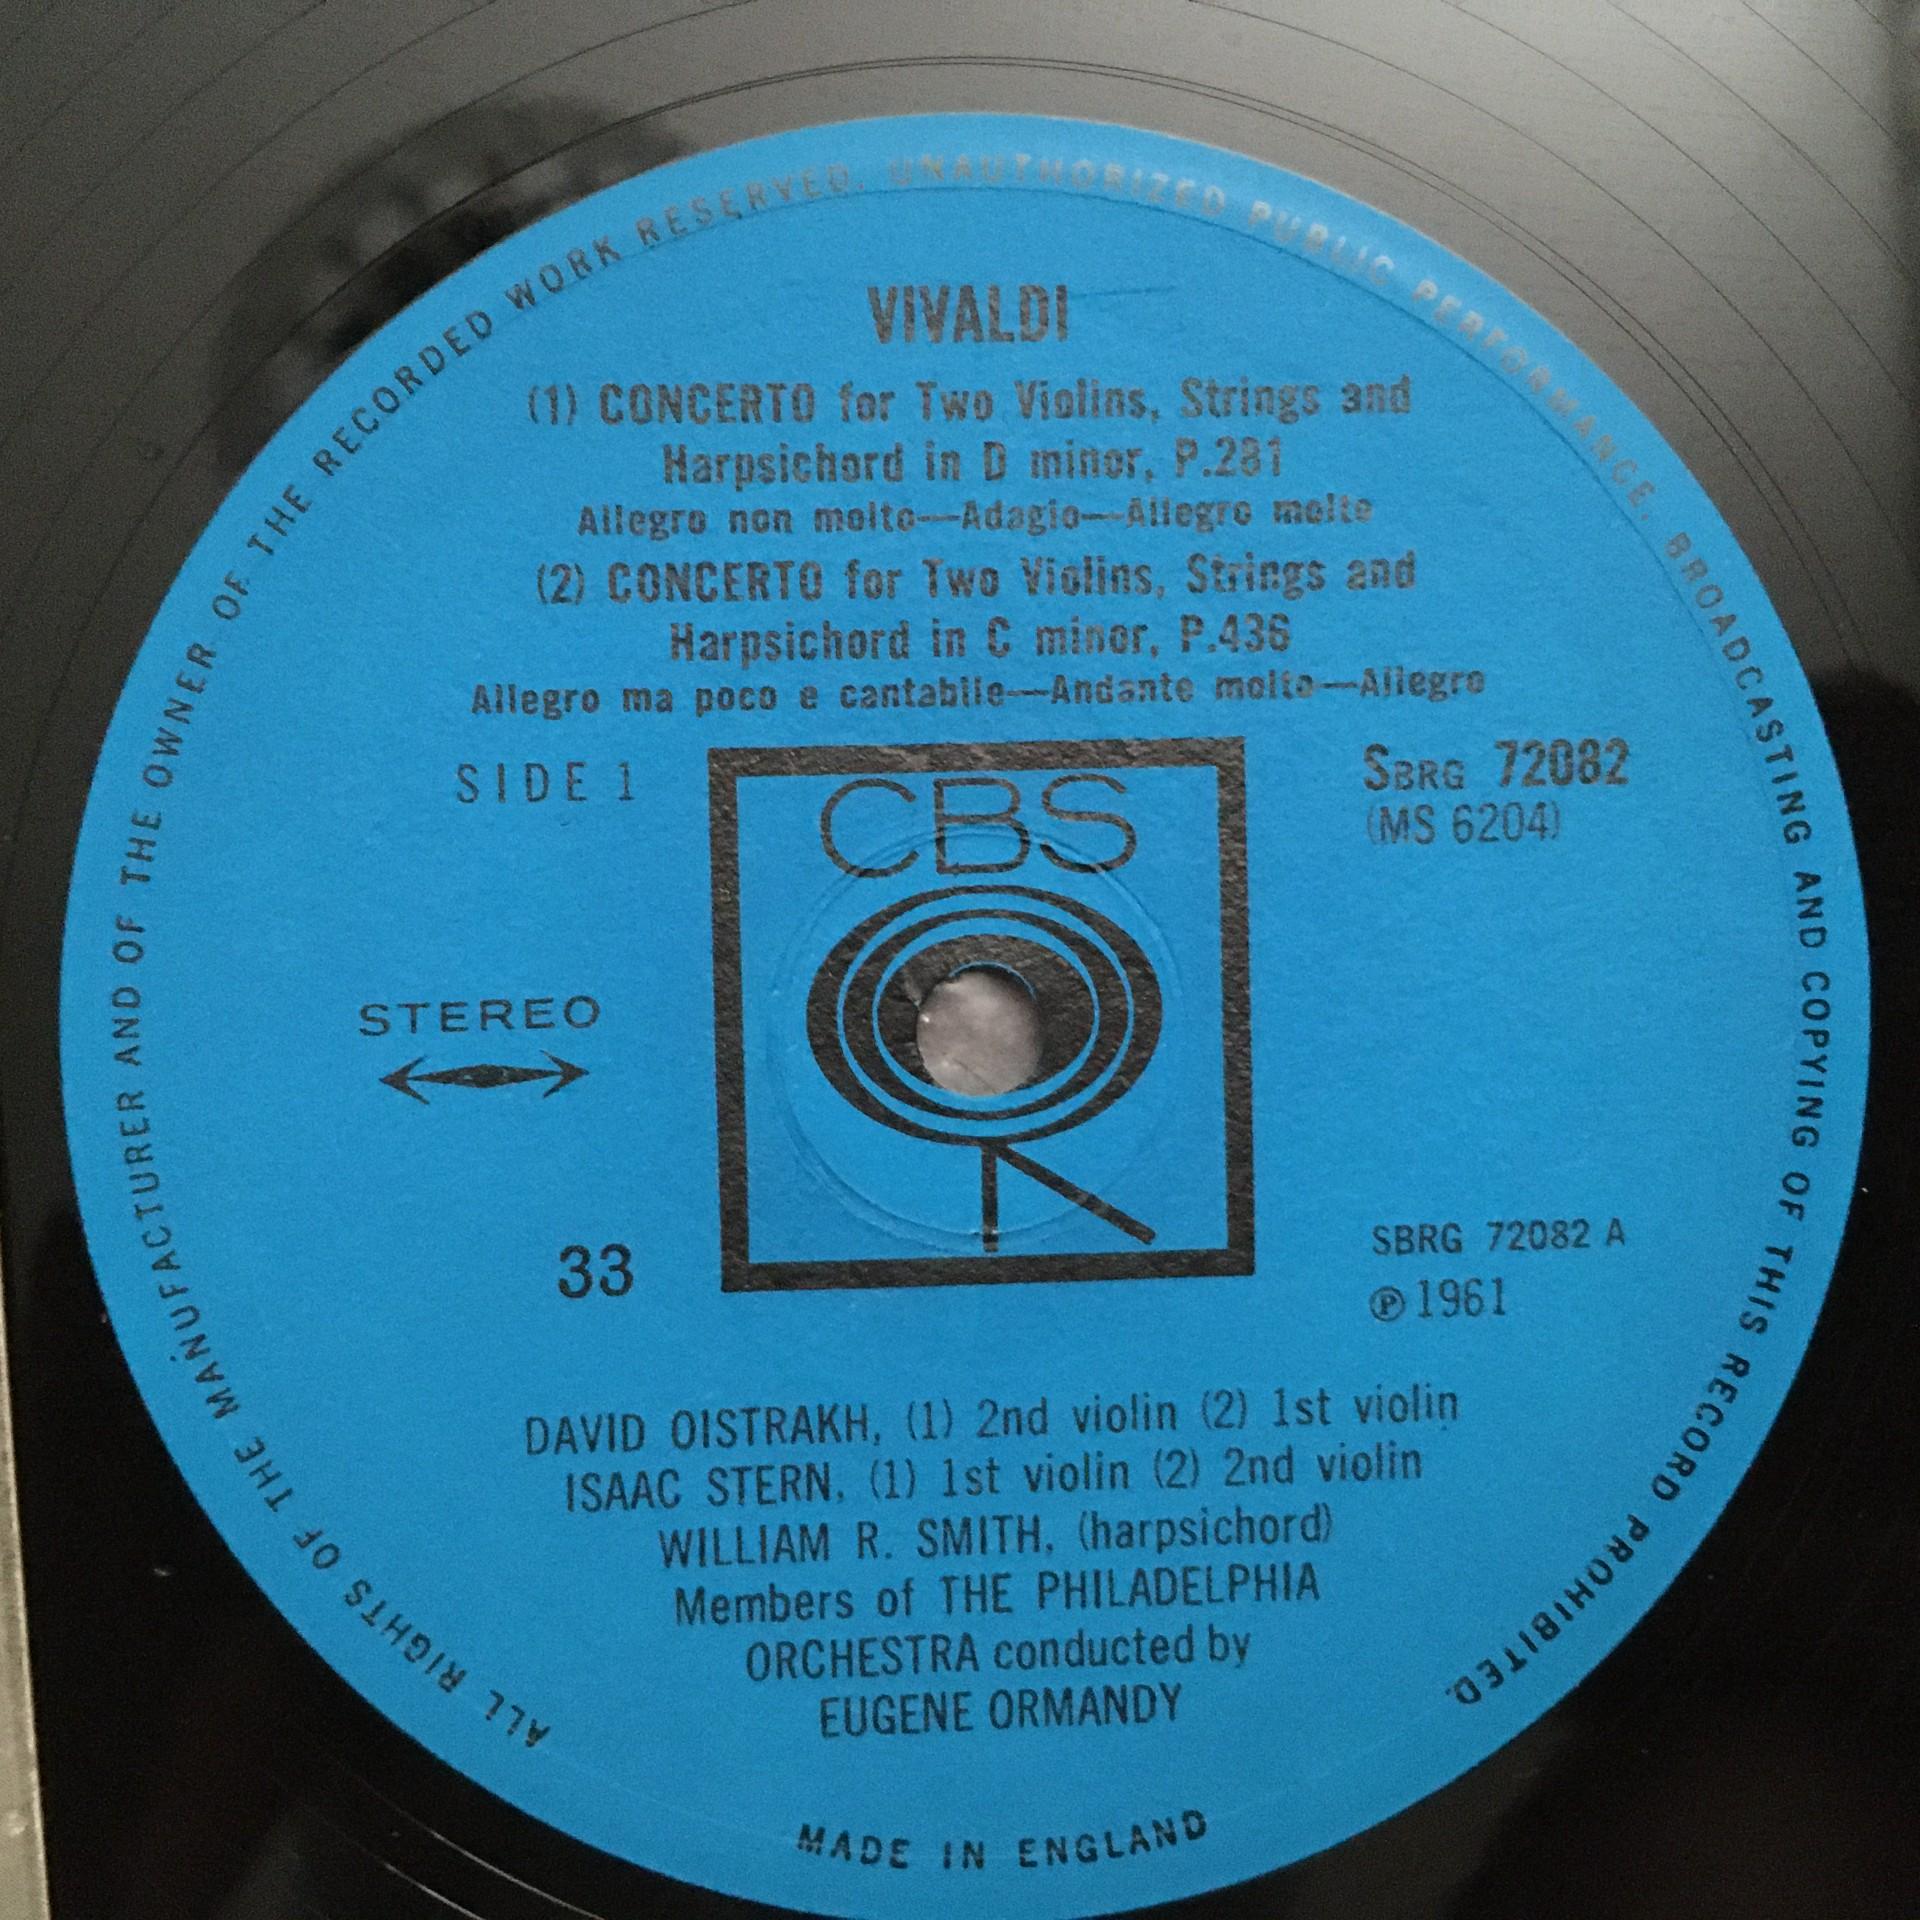 ALL RIGHTS OF THE MANUFACTURER AND OF THE OWNER OF THE RECORDED WORK RESERVED. UNAUTHORIZED PUBLIC PERFORMANCE, BROADCASTING AND COPYING OF THIS RECORD PROHIBITED.
VIVALDI
(1) CONCERTO for Two Violins, Strings and
Harpsichord in D minor, P.281
Allegro non molto—Adagio—Allegro molto
(2) CONCERTO for Two Violins, Strings and
Harpsichord in C minor, P.436
Allegro ma poco e cantabile—Andante molto—Allegro
SIDE 1
CBS
SBRG 72082
(MS 6204)
STEREO
33
SBRG 72082 A
℗ 1961
DAVID OISTRAKH, (1) 2nd violin (2) 1st violin
ISAAC STERN, (1) 1st violin (2) 2nd violin
WILLIAM R. SMITH, (harpsichord)
Members of THE PHILADELPHIA
ORCHESTRA conducted by
EUGENE ORMANDY
MADE IN ENGLAND